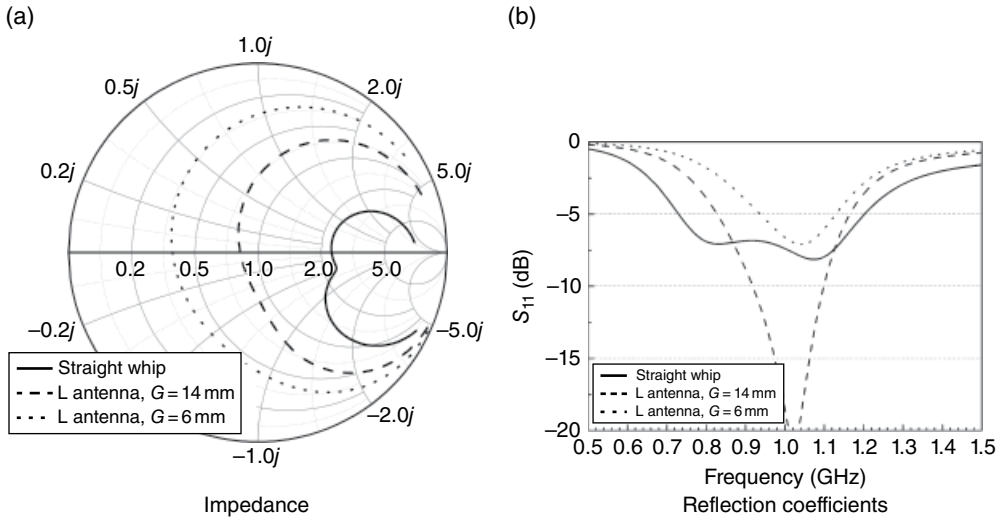 (a)
1.0j
0.5j
2.0j
0.2j
5.0j
0.2 0.5 1.0 2.0 5.0
−0.2j
−5.0j
−2.0j
−1.0j
Straight whip
L antenna, G = 14 mm
L antenna, G = 6 mm
Impedance
(b)
0
−5
−10
−15
−20
S11 (dB)
Straight whip
L antenna, G = 14 mm
L antenna, G = 6 mm
0.5 0.6 0.7 0.8 0.9 1.0 1.1 1.2 1.3 1.4 1.5
Frequency (GHz)
Reflection coefficients